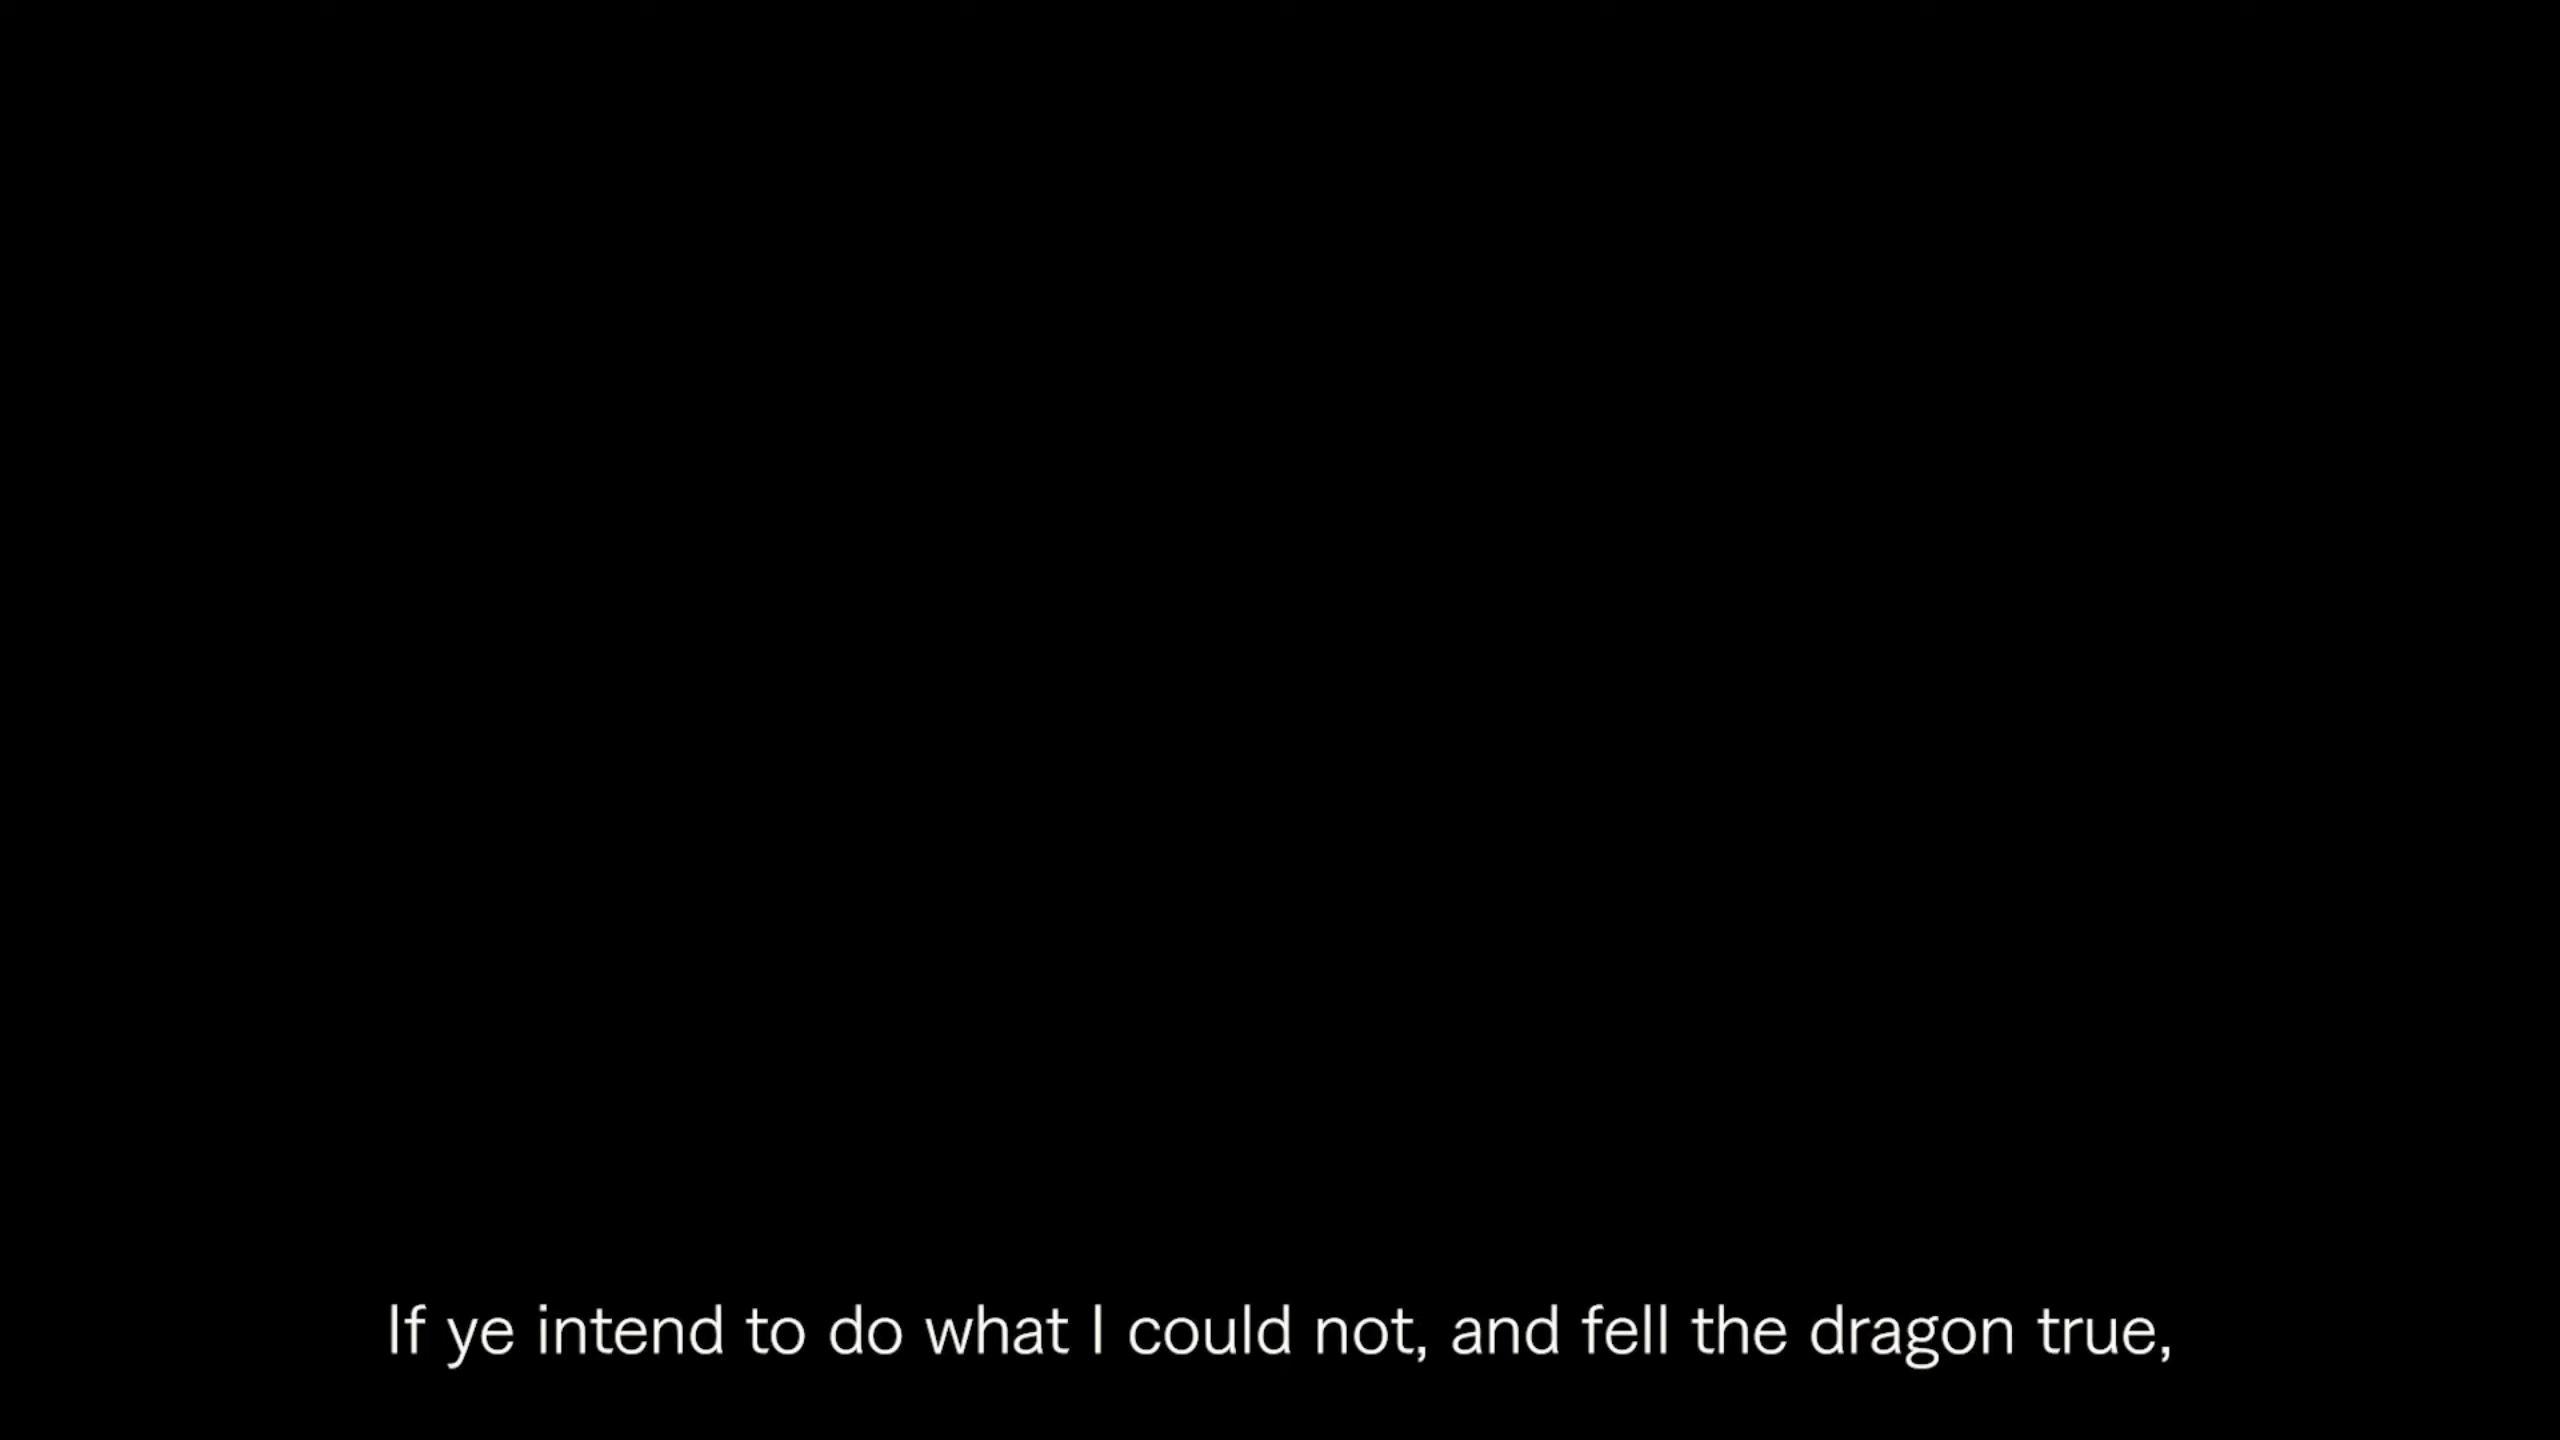 If ye intend to do what I could not, and fell the dragon true,